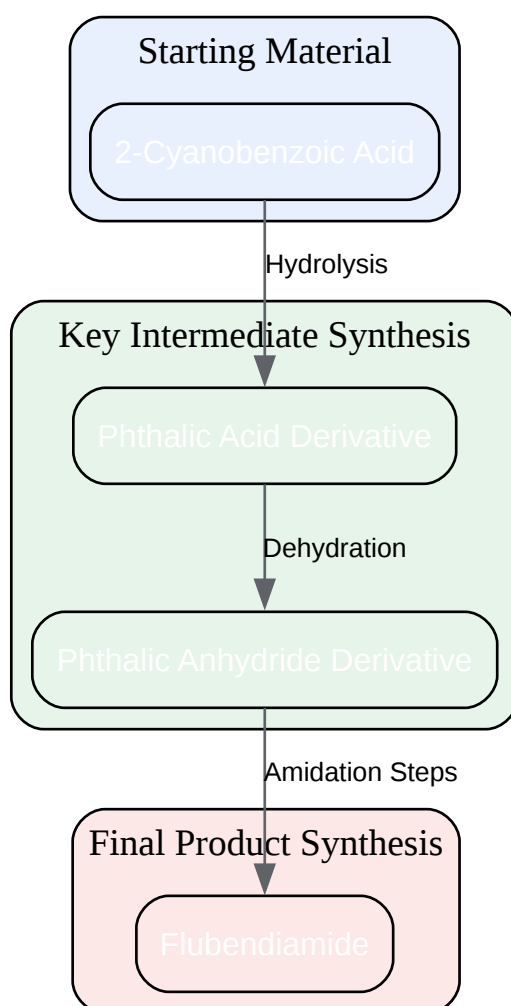 Starting Material
2-Cyanobenzoic Acid
Hydrolysis
Key Intermediate Synthesis
Phthalic Acid Derivative
Dehydration
Phthalic Anhydride Derivative
Amidation Steps
Final Product Synthesis
Flubendiamide